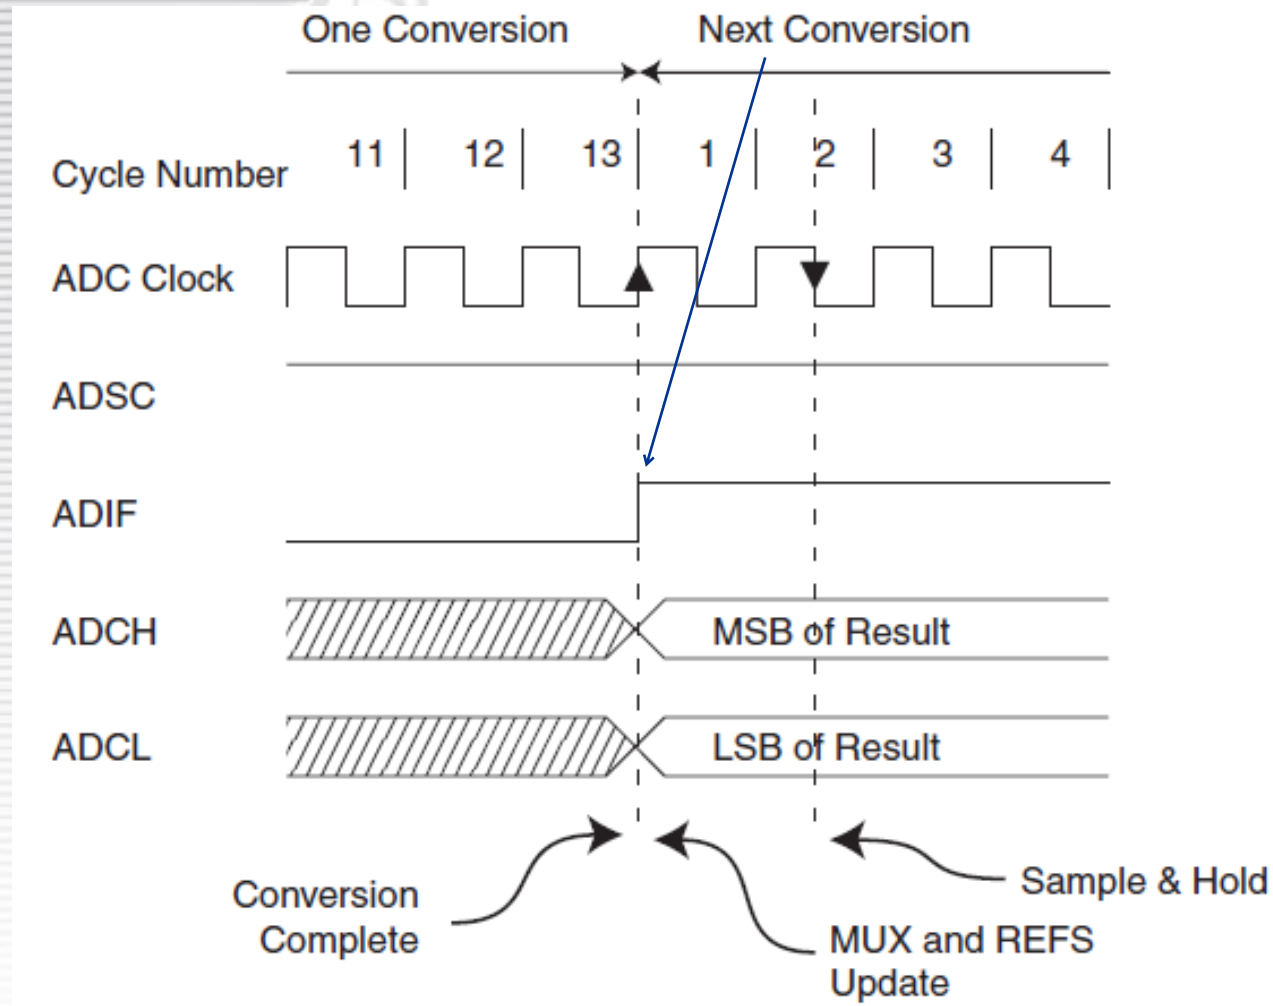 One Conversion
Next Conversion
Cycle Number
11
12
13
1
2
3
4
ADC Clock
ADSC
ADIF
ADCH
MSB of Result
ADCL
LSB of Result
Conversion
Complete
Sample & Hold
MUX and REFS
Update